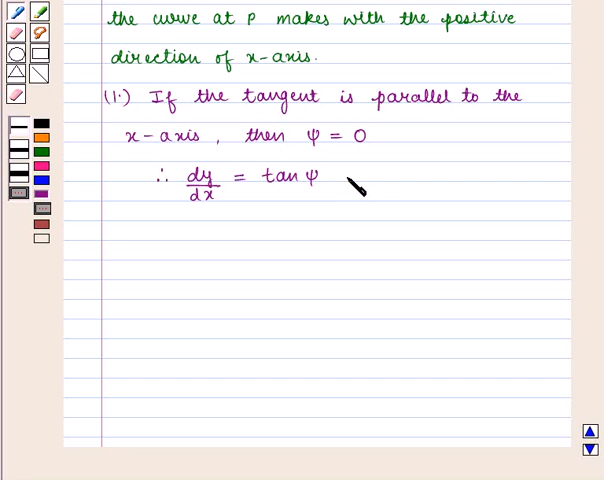 the curve at P makes with the positive
direction of x-axis.
(1.) If the tangent is parallel to the
x-axis, then ψ = 0
∴ dy/dx = tan ψ